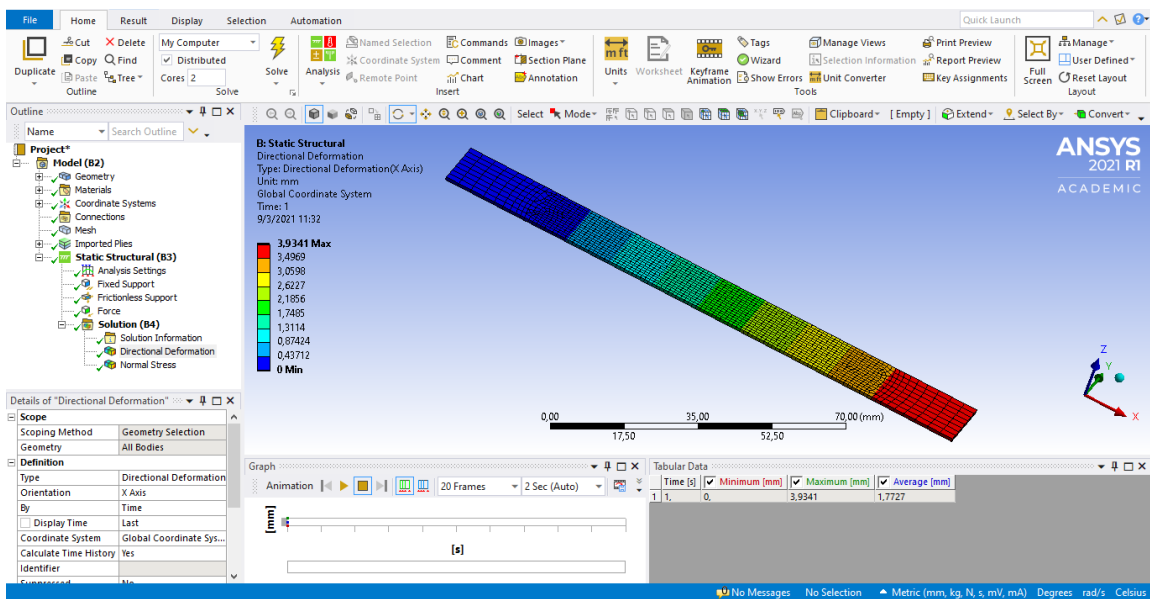 File Home Result Display Selection Automation Quick Launch
Cut Delete My Computer Named Selection Commands Images Tags Manage Views Print Preview Manage
Copy Find Distributed Coordinate System Comment Section Plane Wizard Selection Information Report Preview User Defined
Duplicate Paste Tree Cores 2 Solve Analysis Remote Point Chart Annotation Units Worksheet Keyframe Animation Show Errors Unit Converter Key Assignments Full Screen Reset Layout
Outline Solve Insert Tools Layout
Outline
Select Mode Clipboard [ Empty ] Extend Select By Convert
Name Search Outline
Project*
Model (B2)
Geometry
Materials
Coordinate Systems
Connections
Mesh
Imported Plies
Static Structural (B3)
Analysis Settings
Fixed Support
Frictionless Support
Force
Solution (B4)
Solution Information
Directional Deformation
Normal Stress
B: Static Structural
Directional Deformation
Type: Directional Deformation(X Axis)
Unit: mm
Global Coordinate System
Time: 1
9/3/2021 11:32
3,9341 Max
3,4969
3,0598
2,6227
2,1856
1,7485
1,3114
0,87424
0,43712
0 Min
ANSYS
2021 R1
ACADEMIC
0,00 35,00 70,00 (mm)
17,50 52,50
Z
Y
X
Details of "Directional Deformation"
Scope
Scoping Method Geometry Selection
Geometry All Bodies
Definition
Type Directional Deformation
Orientation X Axis
By Time
Display Time Last
Coordinate System Global Coordinate Sys...
Calculate Time History Yes
Identifier
Suppressed No
Graph
Animation 20 Frames 2 Sec (Auto)
[mm]
[s]
Tabular Data
Time [s] Minimum [mm] Maximum [mm] Average [mm]
1 1, 0, 3,9341 1,7727
No Messages No Selection Metric (mm, kg, N, s, mV, mA) Degrees rad/s Celsius